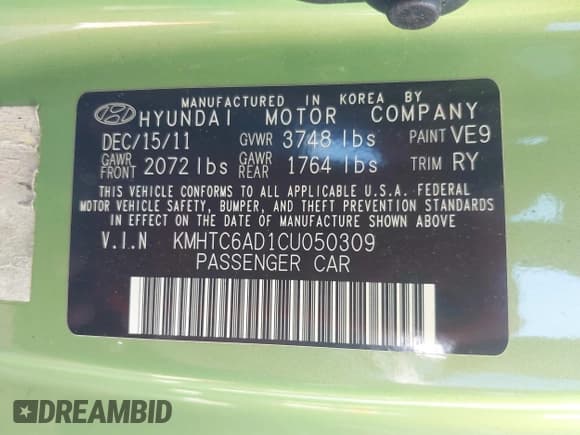 MANUFACTURED IN KOREA BY
HYUNDAI MOTOR COMPANY
DEC/15/11 GVWR 3748 lbs PAINT VE9
GAWR FRONT 2072 lbs GAWR REAR 1764 lbs TRIM RY
THIS VEHICLE CONFORMS TO ALL APPLICABLE U.S.A. FEDERAL
MOTOR VEHICLE SAFETY, BUMPER, AND THEFT PREVENTION STANDARDS
IN EFFECT ON THE DATE OF MANUFACTURE SHOWN ABOVE
V.I.N KMHTC6AD1CU050309
PASSENGER CAR
DREAMBID